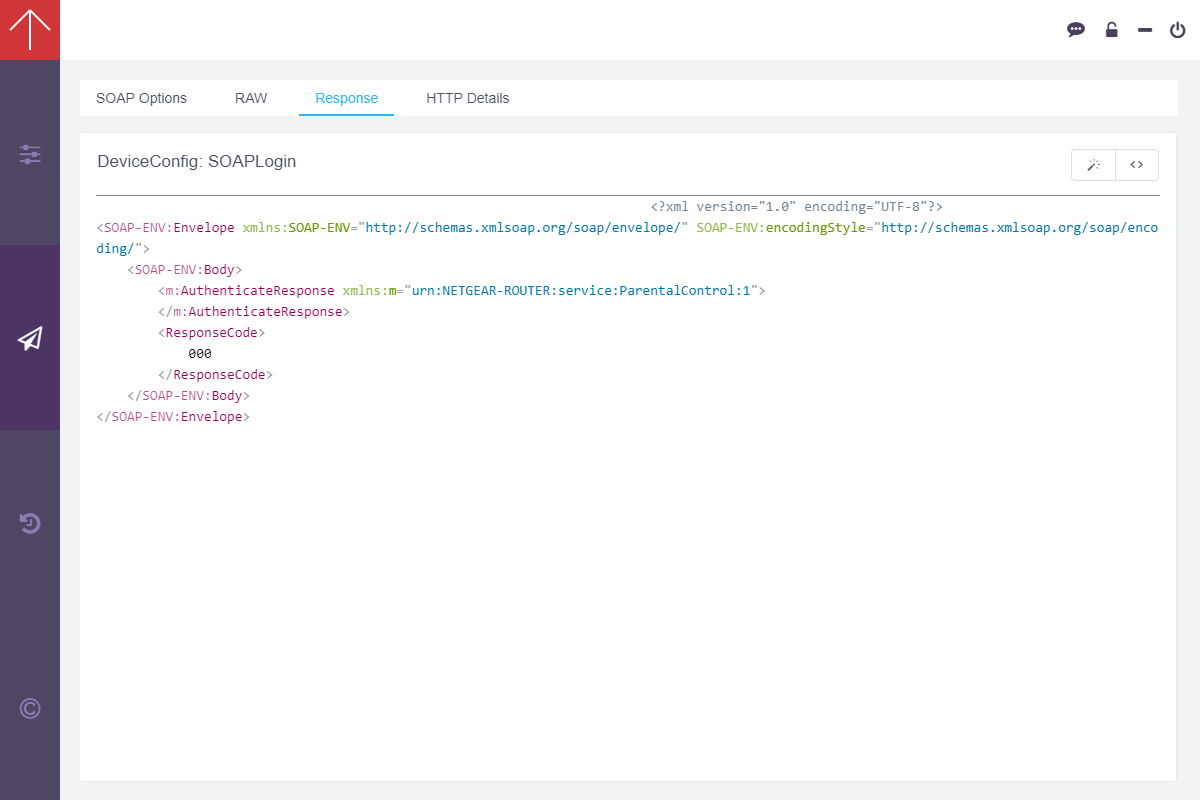 SOAP Options RAW Response HTTP Details
DeviceConfig: SOAPLogin
<?xml version="1.0" encoding="UTF-8"?>
<SOAP-ENV:Envelope xmlns:SOAP-ENV="http://schemas.xmlsoap.org/soap/envelope/" SOAP-ENV:encodingStyle="http://schemas.xmlsoap.org/soap/enco
ding/">
    <SOAP-ENV:Body>
        <m:AuthenticateResponse xmlns:m="urn:NETGEAR-ROUTER:service:ParentalControl:1">
        </m:AuthenticateResponse>
        <ResponseCode>
            000
        </ResponseCode>
    </SOAP-ENV:Body>
</SOAP-ENV:Envelope>